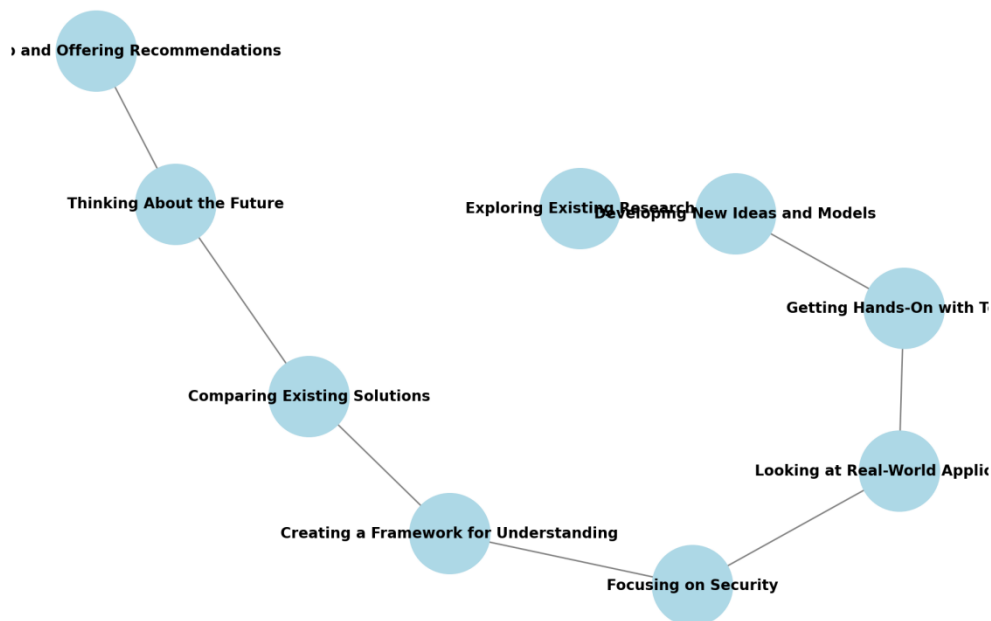 and Offering Recommendations
Thinking About the Future
Exploring Existing Research
Developing New Ideas and Models
Getting Hands-On with
Comparing Existing Solutions
Looking at Real-World
Creating a Framework for Understanding
Focusing on Security